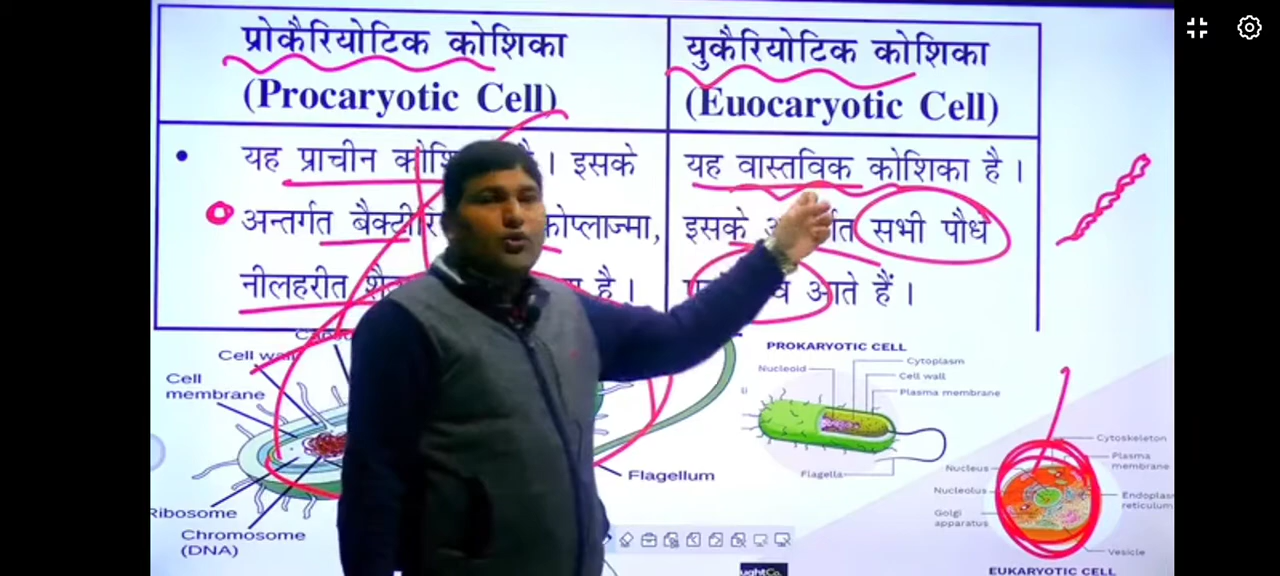 प्रोकैरियोटिक कोशिका
(Procaryotic Cell)
युकैरियोटिक कोशिका
(Euocaryotic Cell)
• यह प्राचीन । इसके
अन्तर्गत
नीलहरीत है।
यह वास्तविक कोशिका है।
इसके सभी पौधे
आते हैं।
Cell wall
Cell
membrane
Ribosome
Chromosome
(DNA)
Flagellum
PROKARYOTIC CELL
Nucleoid
Cytoplasm
Cell wall
Plasma membrane
Flagella
Cytoskeleton
Plasma
membrane
Nucleus
Nucleolus
Golgi
apparatus
Vesicle
EUKARYOTIC CELL